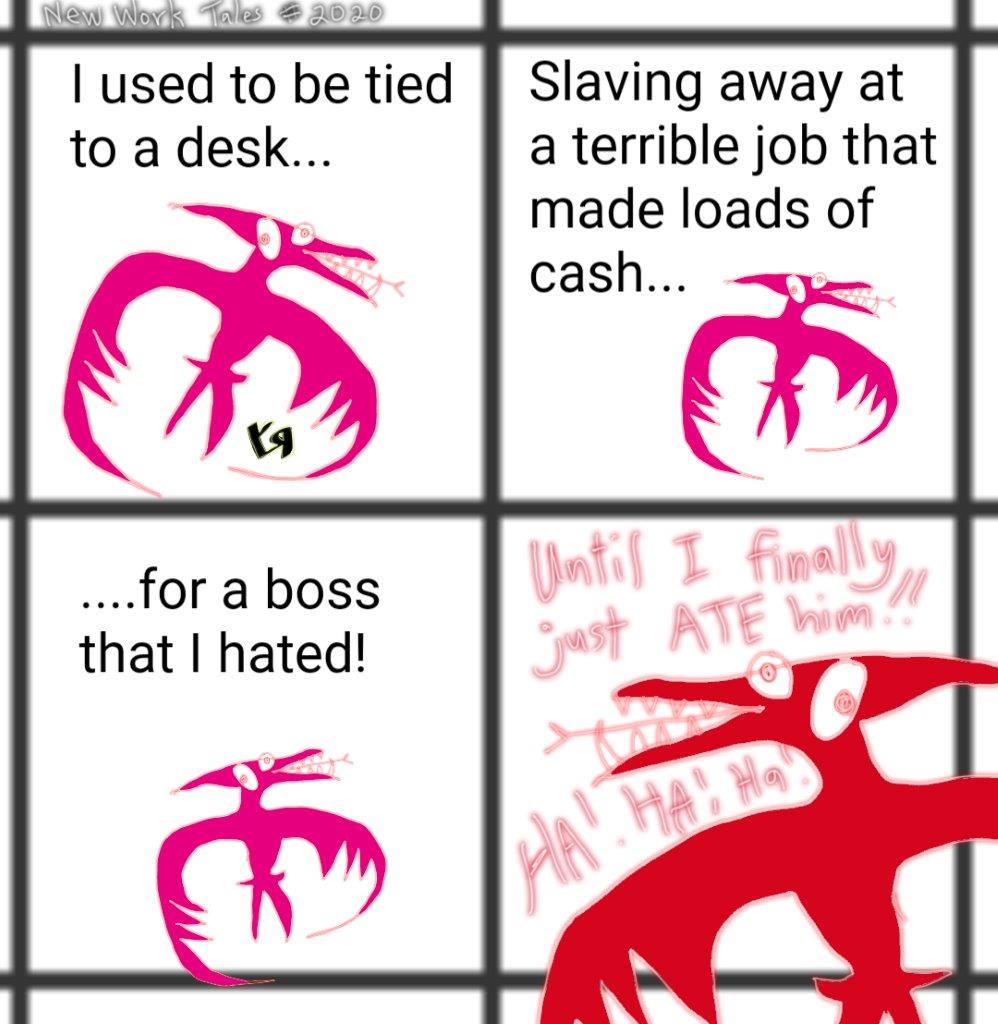 New Work Tales #2020
I used to be tied
to a desk...
Slaving away at
a terrible job that
made loads of
cash...
....for a boss
that I hated!
Until I finally
just ATE him..!!
HA! HA! Ha!